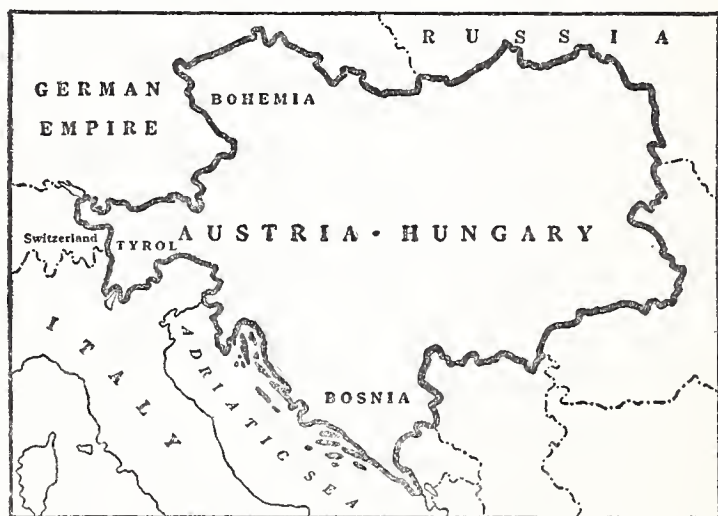 RUSSIA
GERMAN
EMPIRE
BOHEMIA
Switzerland
TYROL
AUSTRIA-HUNGARY
ITALY
ADRIATIC SEA
BOSNIA